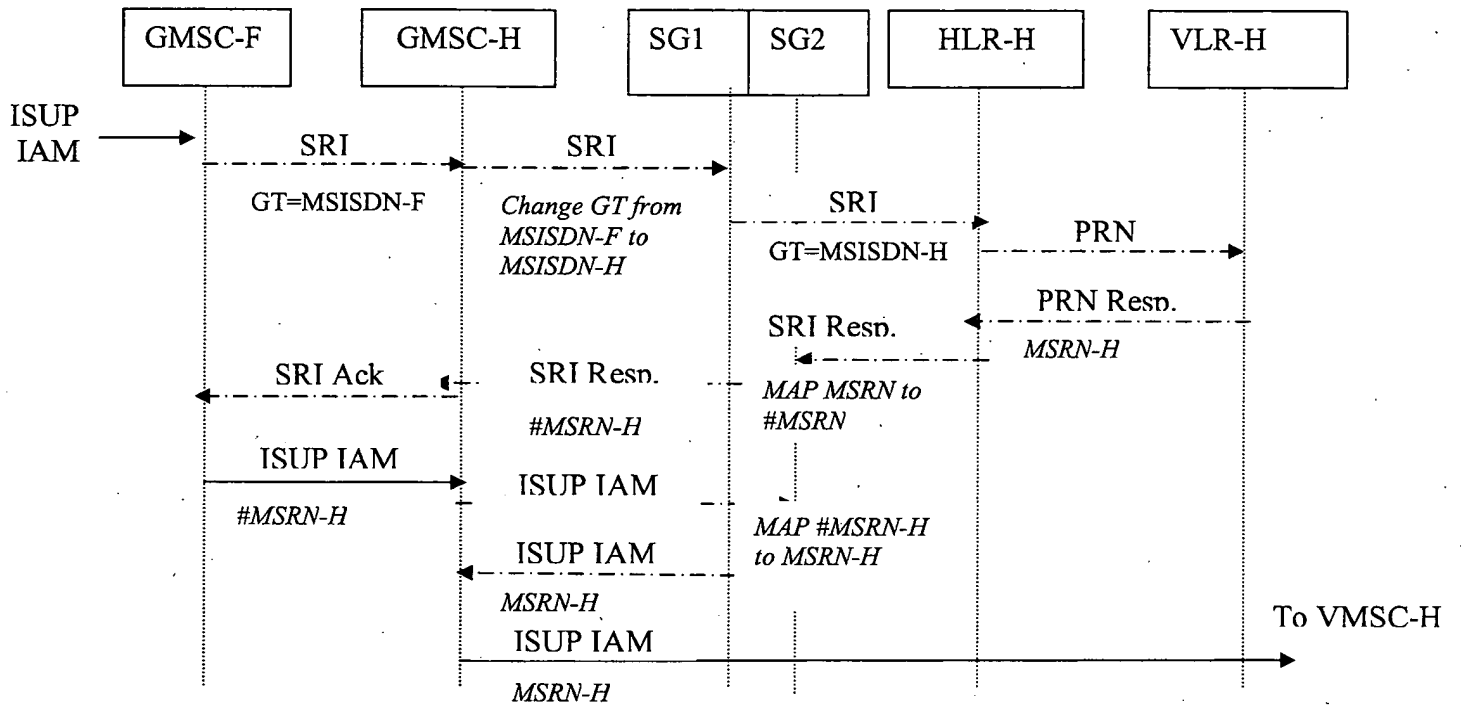 GMSC-F
GMSC-H
SG1
SG2
HLR-H
VLR-H
ISUP
IAM
SRI
SRI
GT=MSISDN-F
Change GT from
MSISDN-F to
MSISDN-H
SRI
GT=MSISDN-H
PRN
PRN Resp.
MSRN-H
SRI Resp.
MAP MSRN to
#MSRN
SRI Resp.
#MSRN-H
SRI Ack
ISUP IAM
#MSRN-H
ISUP IAM
MAP #MSRN-H
to MSRN-H
ISUP IAM
MSRN-H
To VMSC-H
ISUP IAM
MSRN-H